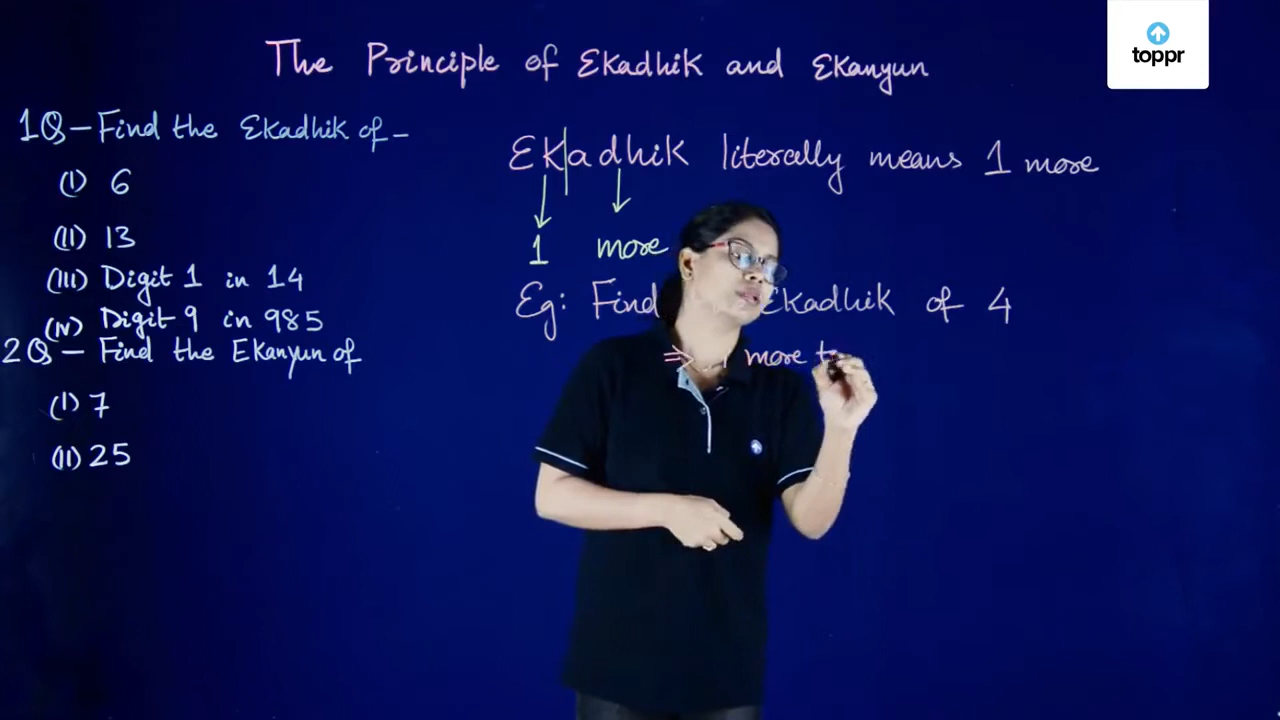 The Principle of Ekadhik and Ekanyun
toppr
1Q – Find the Ekadhik of –
(I) 6
(II) 13
(III) Digit 1 in 14
(IV) Digit 9 in 985
2Q – Find the Ekanyun of
(I) 7
(II) 25
Ekadhik literally means 1 more
1 more
Eg: Find Ekadhik of 4
⇒ 1 more